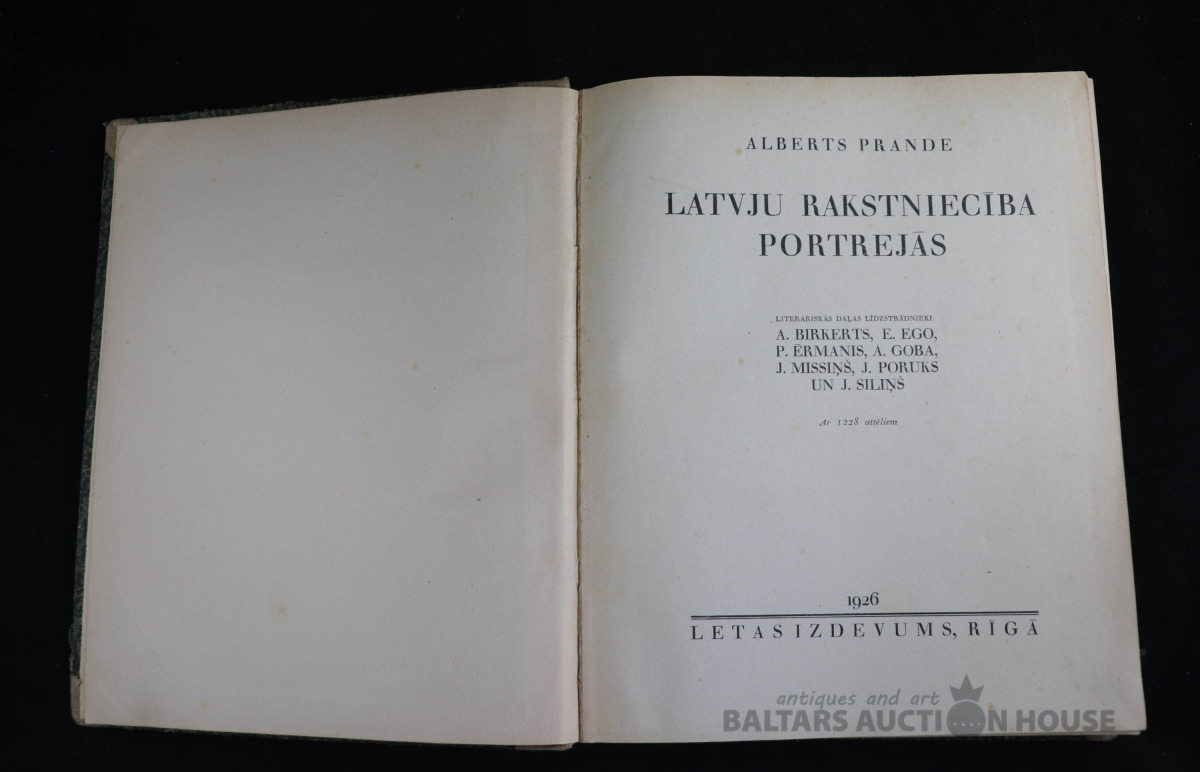 ALBERTS PRANDE
LATVJU RAKSTNIECĪBA
PORTREJĀS
LITERARISKĀS DAĻAS LĪDZSTRĀDNIEKI:
A. BIRKERTS, E. EGO,
P. ĒRMANIS, A. GOBA,
J. MISSIŅŠ, J. PORUKS
UN J. SILIŅŠ
Ar 1228 attēliem
1926
LETAS IZDEVUMS, RĪGĀ
antiques and art
BALTARS AUCTION HOUSE